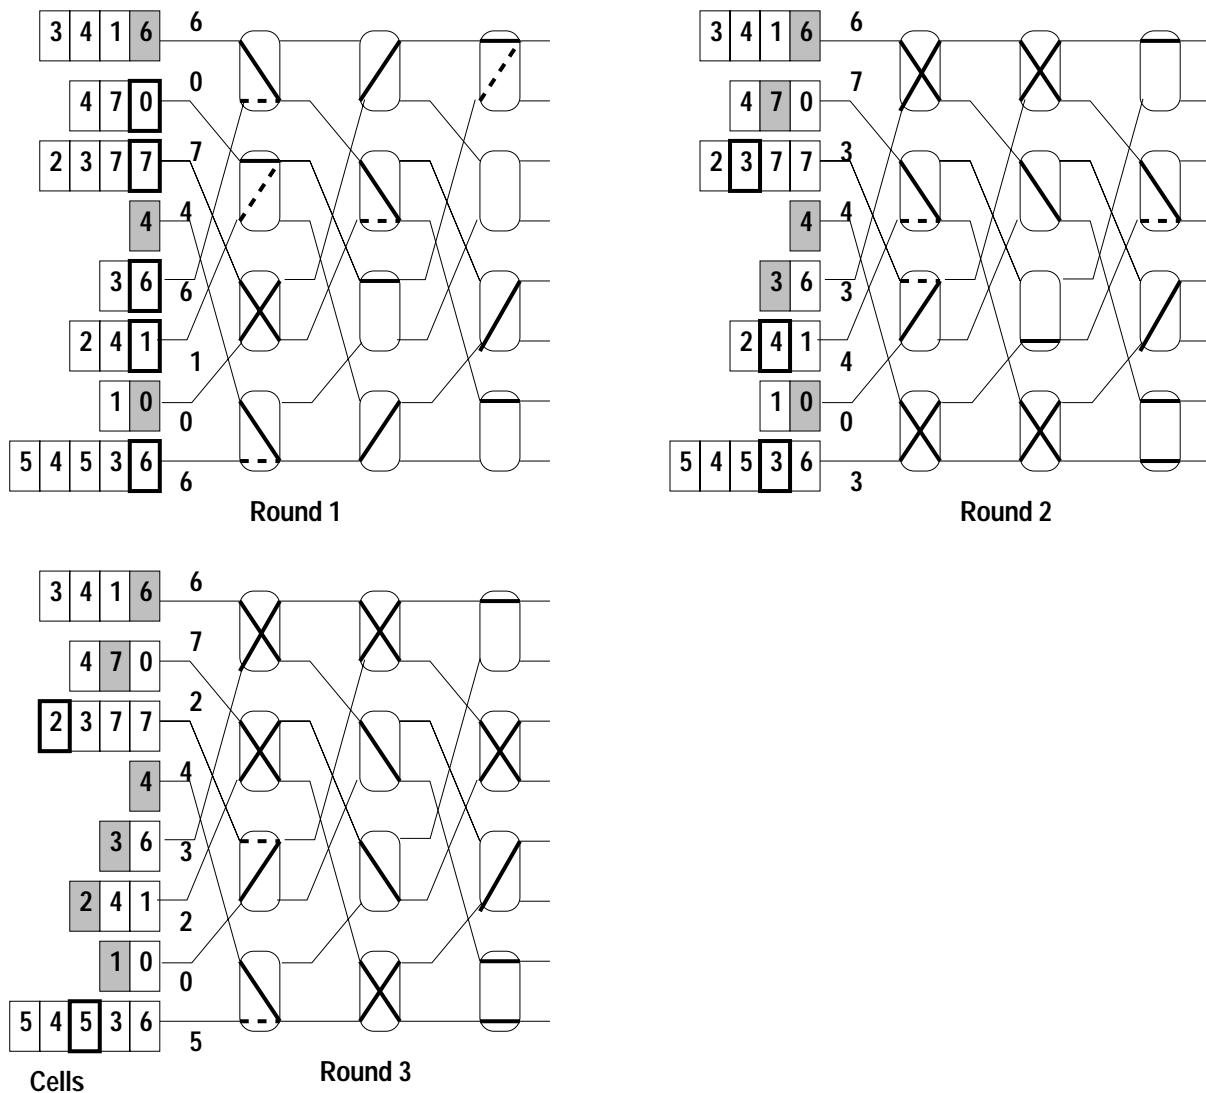 3 4 1 6 6
4 7 0 0
2 3 7 7 7
4 4
3 6 6
2 4 1 1
1 0 0
5 4 5 3 6 6
Round 1
3 4 1 6 6
4 7 0 7
2 3 7 7 3
4 4
3 6 3
2 4 1 4
1 0 0
5 4 5 3 6 3
Round 2
3 4 1 6 6
4 7 0 7
2 3 7 7 2
4 4
3 6 3
2 4 1 2
1 0 0
5 4 5 3 6 5
Cells
Round 3